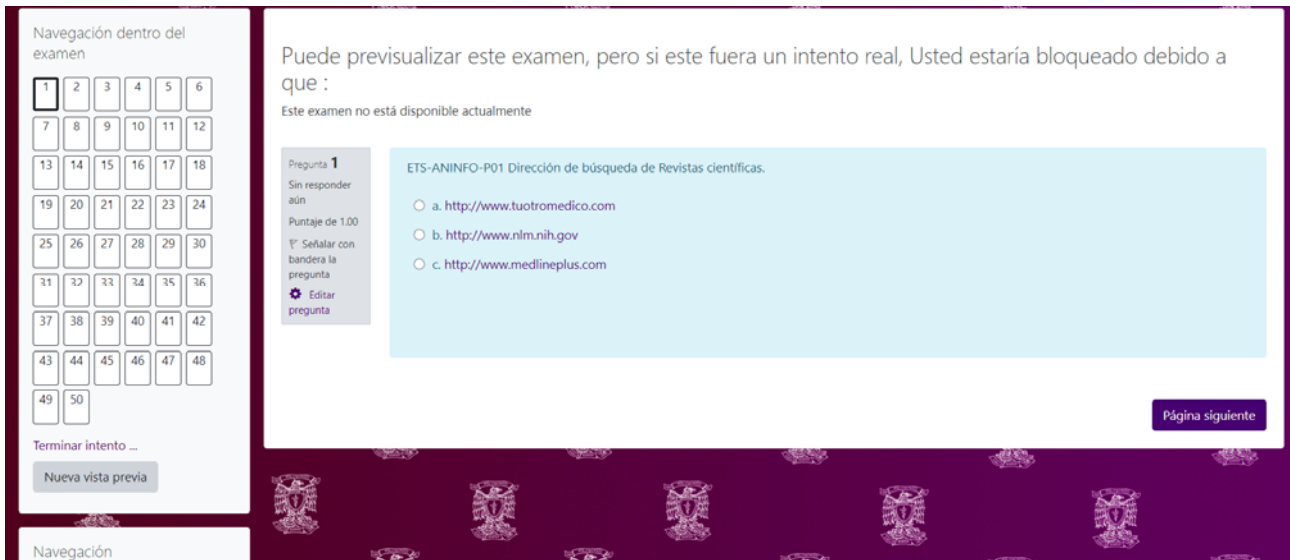 Navegación dentro del
examen
1 2 3 4 5 6
7 8 9 10 11 12
13 14 15 16 17 18
19 20 21 22 23 24
25 26 27 28 29 30
31 32 33 34 35 36
37 38 39 40 41 42
43 44 45 46 47 48
49 50
Terminar intento ...
Nueva vista previa
Navegación
Puede previsualizar este examen, pero si este fuera un intento real, Usted estaría bloqueado debido a
que :
Este examen no está disponible actualmente
Pregunta 1
Sin responder
aún
Puntaje de 1.00
Señalar con
bandera la
pregunta
Editar
pregunta
ETS-ANINFO-P01 Dirección de búsqueda de Revistas científicas.
a. http://www.tuotromedico.com
b. http://www.nlm.nih.gov
c. http://www.medlineplus.com
Página siguiente